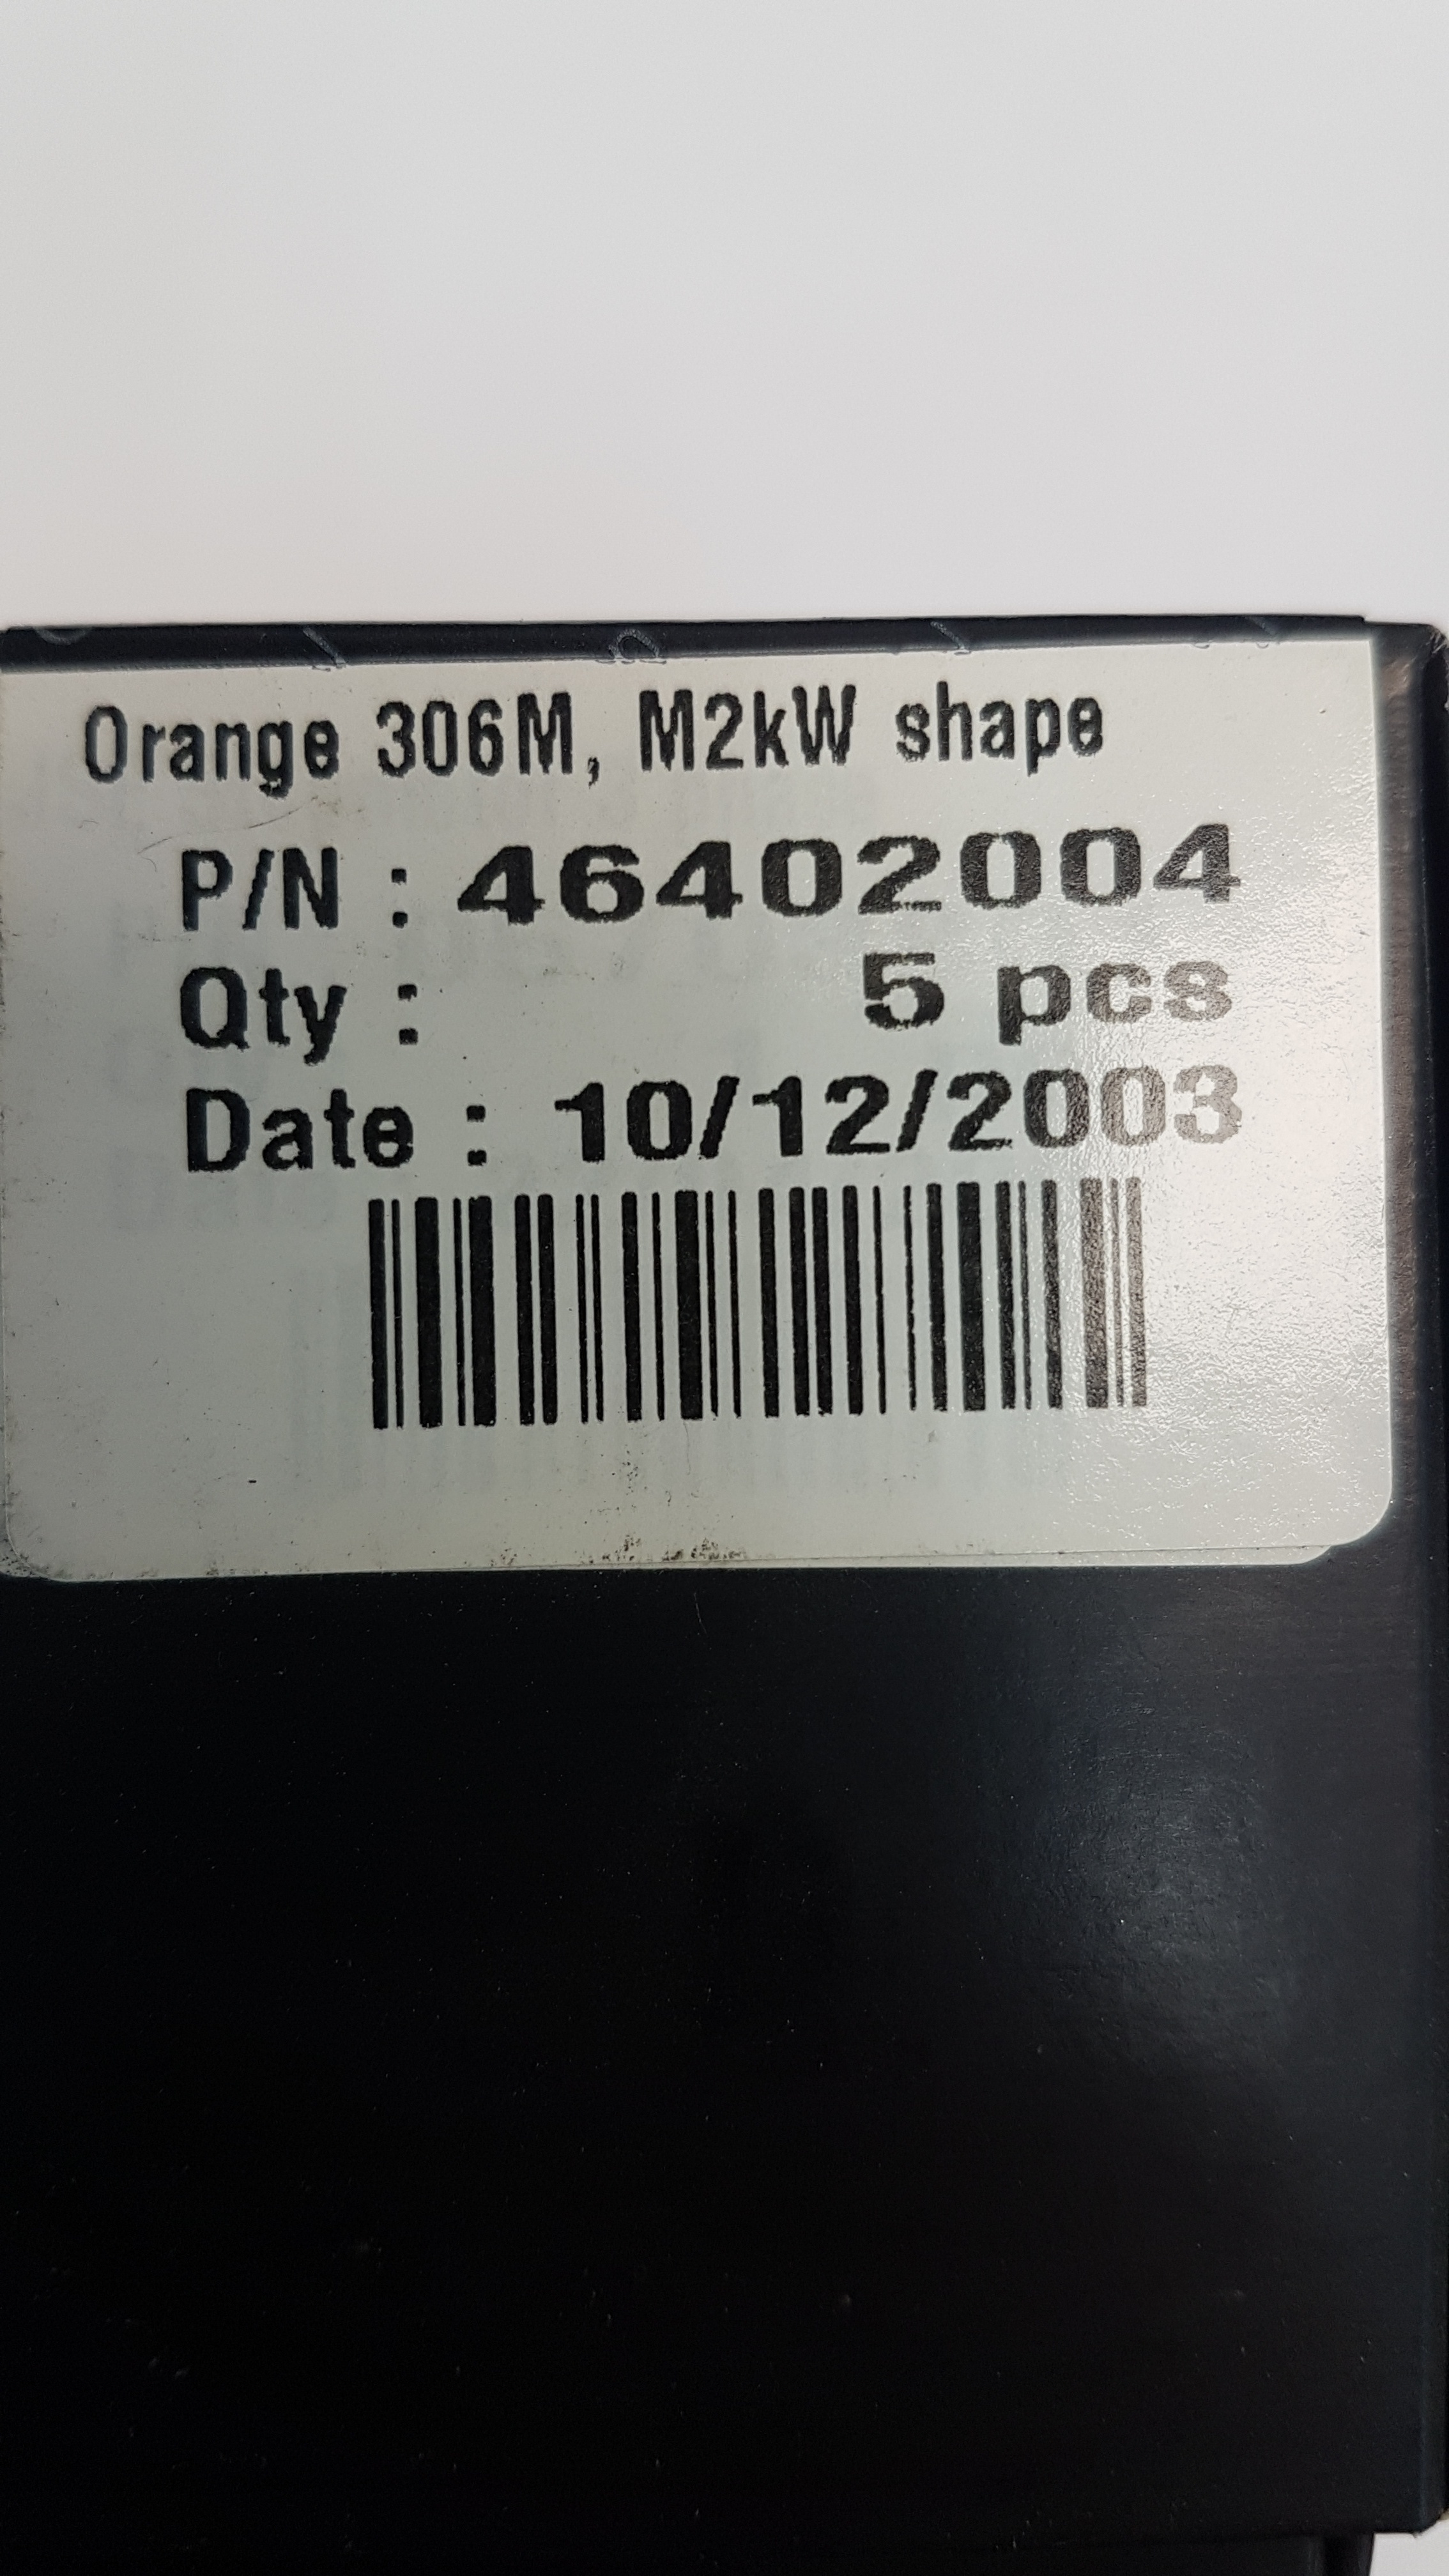 Orange 306M, M2kW shape
P/N : 46402004
Qty : 5 pcs
Date : 10/12/2003